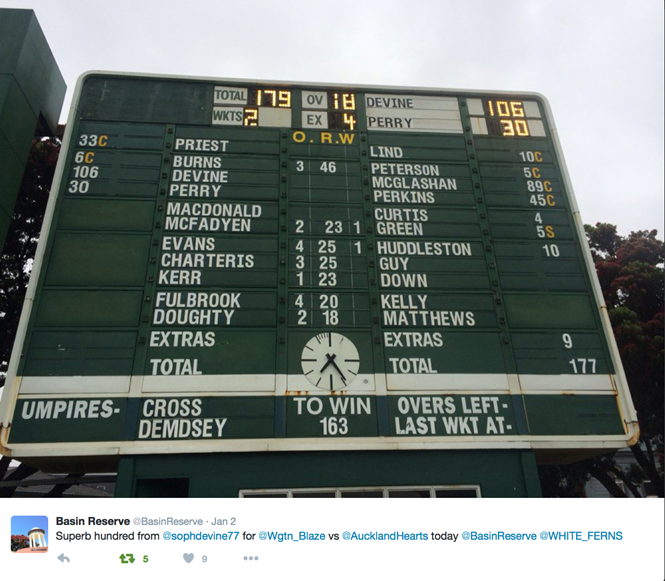 TOTAL 179 OV 18 DEVINE 106
WKTS 2 EX 4 PERRY 30
O. R.W
33C PRIEST LIND 10C
6C BURNS 3 46 PETERSON 5C
106 DEVINE MCGLASHAN 89C
30 PERRY PERKINS 45C
MACDONALD CURTIS 4
MCFADYEN 2 23 1 GREEN 5S
EVANS 4 25 1 HUDDLESTON 10
CHARTERIS 3 25 GUY
KERR 1 23 DOWN
FULBROOK 4 20 KELLY
DOUGHTY 2 18 MATTHEWS
EXTRAS EXTRAS 9
TOTAL TOTAL 177
UMPIRES- CROSS TO WIN OVERS LEFT-
DEMDSEY 163 LAST WKT AT-
Basin Reserve @BasinReserve · Jan 2
Superb hundred from @sophdevine77 for @Wgtn_Blaze vs @AucklandHearts today @BasinReserve @WHITE_FERNS
5 9